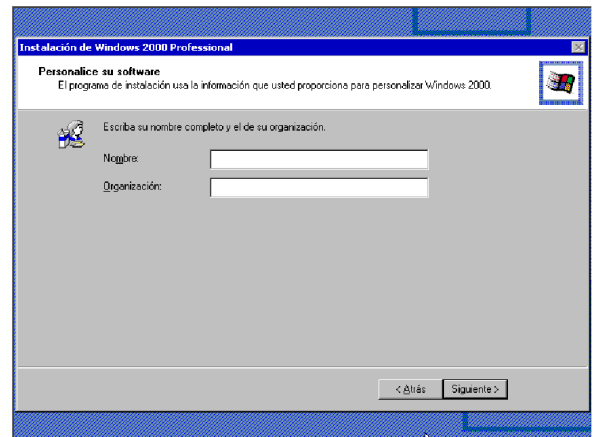 Instalación de Windows 2000 Professional
Personalice su software
El programa de instalación usa la información que usted proporciona para personalizar Windows 2000.
Escriba su nombre completo y el de su organización.
Nombre:
Organización:
< Atrás
Siguiente >